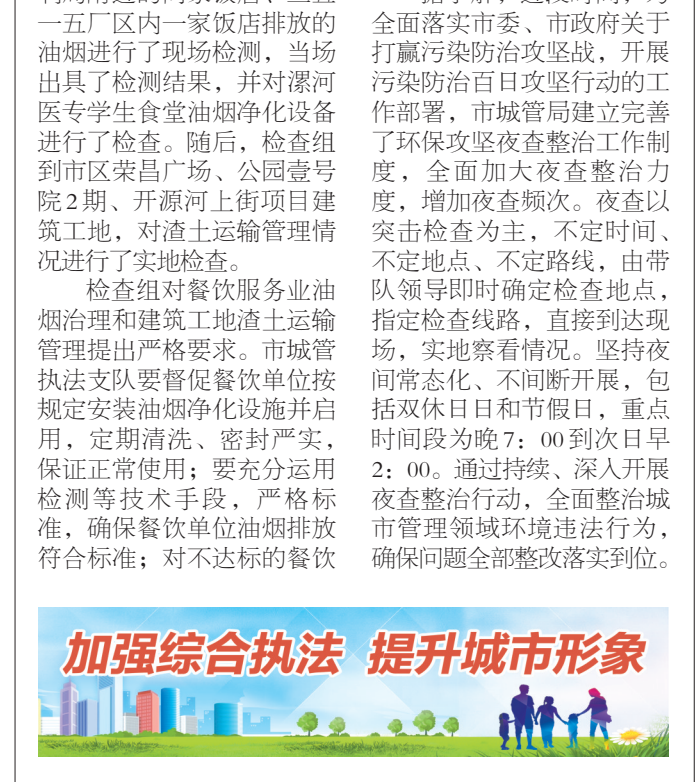 一五厂区内一家饭店排放的
油烟进行了现场检测，当场
出具了检测结果，并对漯河
医专学生食堂油烟净化设备
进行了检查。随后，检查组
到市区荣昌广场、公园壹号
院2期、开源河上街项目建
筑工地，对渣土运输管理情
况进行了实地检查。
检查组对餐饮服务业油
烟治理和建筑工地渣土运输
管理提出严格要求。市城管
执法支队要督促餐饮单位按
规定安装油烟净化设施并启
用，定期清洗、密封严实，
保证正常使用；要充分运用
检测等技术手段，严格标
准，确保餐饮单位油烟排放
符合标准；对不达标的餐饮
全面落实市委、市政府关于
打赢污染防治攻坚战，开展
污染防治百日攻坚行动的工
作部署，市城管局建立完善
了环保攻坚夜查整治工作制
度，全面加大夜查整治力
度，增加夜查频次。夜查以
突击检查为主，不定时间、
不定地点、不定路线，由带
队领导即时确定检查地点，
指定检查线路，直接到达现
场，实地察看情况。坚持夜
间常态化、不间断开展，包
括双休日日和节假日，重点
时间段为晚7：00到次日早
2：00。通过持续、深入开展
夜查整治行动，全面整治城
市管理领域环境违法行为，
确保问题全部整改落实到位。
加强综合执法 提升城市形象